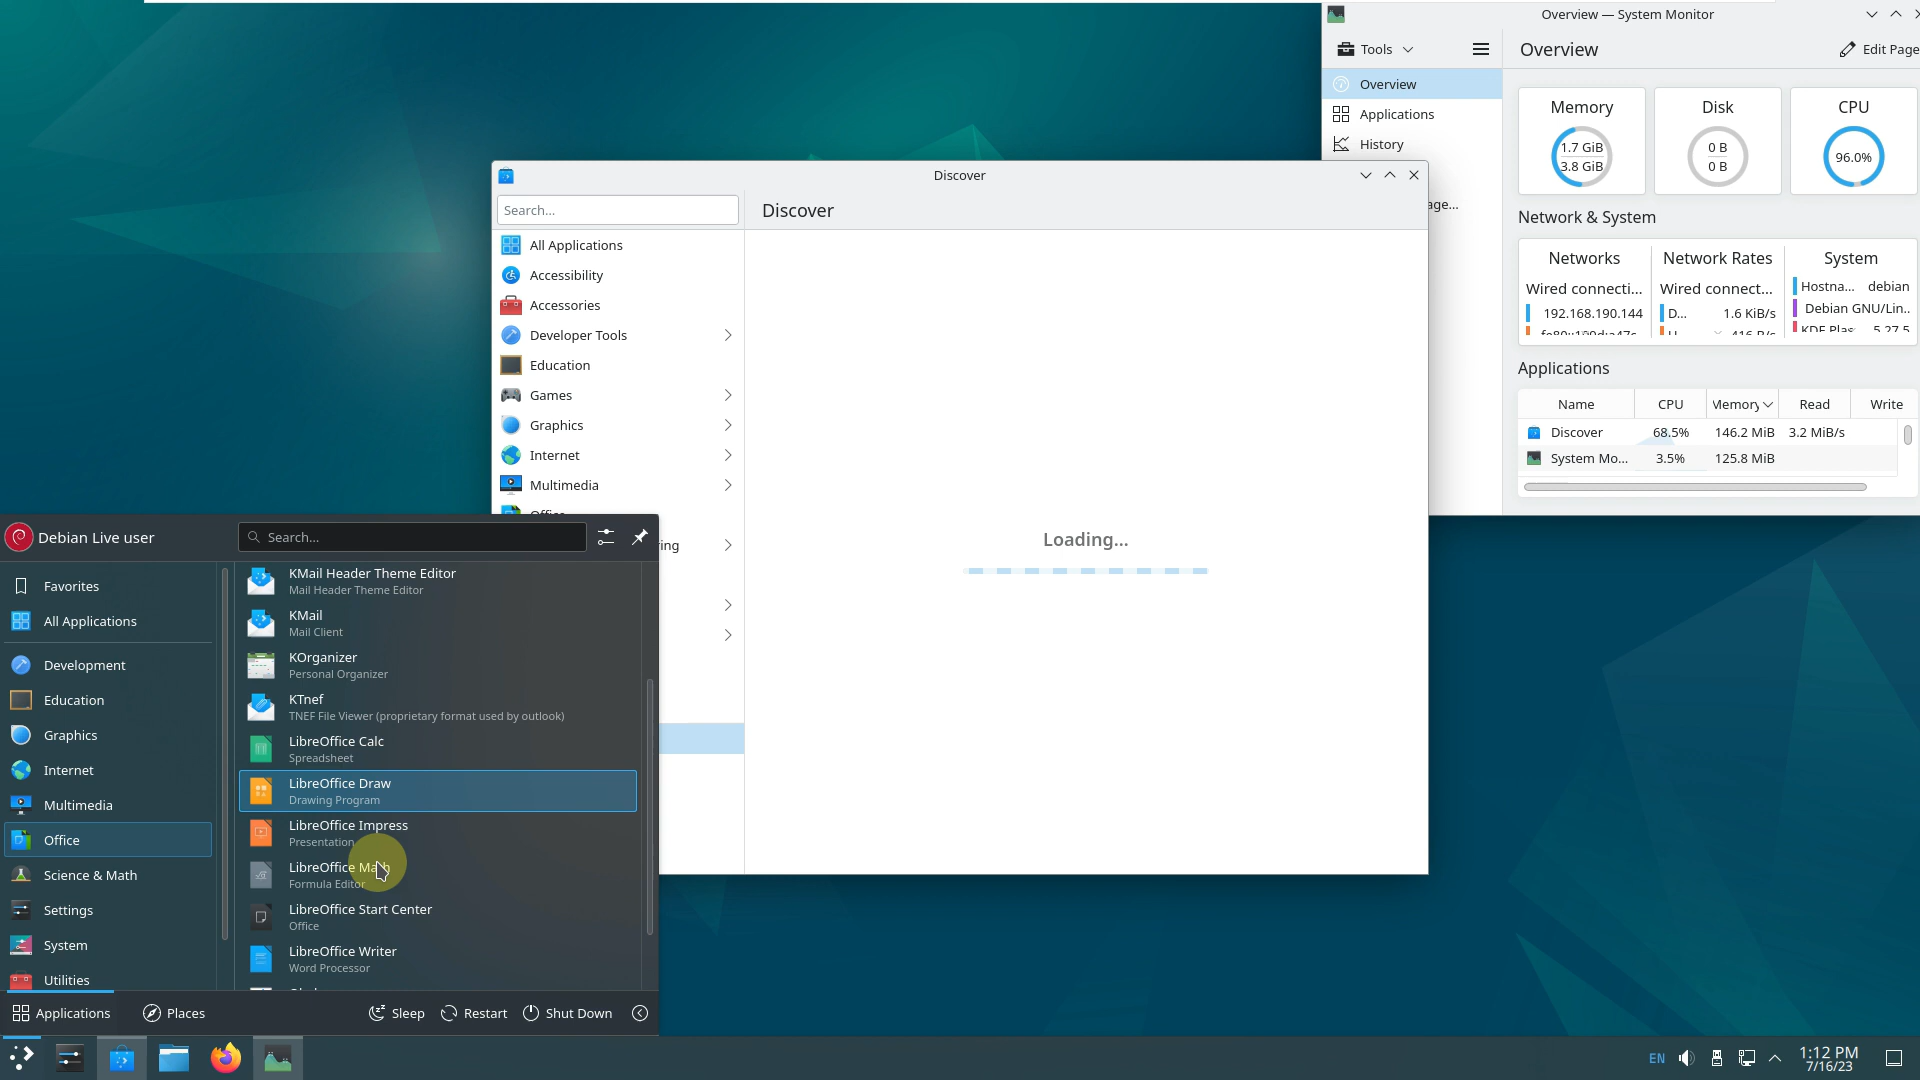 Overview — System Monitor
Tools
Overview
Edit Page
Overview
Applications
History
age...
Memory
Disk
CPU
1.7 GiB
3.8 GiB
0 B
0 B
96.0%
Network & System
Networks
Network Rates
System
Wired connecti...
Wired connect...
Hostna... debian
192.168.190.144
D... 1.6 KiB/s
Debian GNU/Lin..
KDE Plas 5.27.5
Applications
Name
CPU
Memory
Read
Write
Discover 68.5% 146.2 MiB 3.2 MiB/s
System Mo... 3.5% 125.8 MiB
Discover
Search...
Discover
All Applications
Accessibility
Accessories
Developer Tools
Education
Games
Graphics
Internet
Multimedia
Office
ring
Loading...
Debian Live user
Search...
Favorites
All Applications
Development
Education
Graphics
Internet
Multimedia
Office
Science & Math
Settings
System
Utilities
KMail Header Theme Editor
Mail Header Theme Editor
KMail
Mail Client
KOrganizer
Personal Organizer
KTnef
TNEF File Viewer (proprietary format used by outlook)
LibreOffice Calc
Spreadsheet
LibreOffice Draw
Drawing Program
LibreOffice Impress
Presentation
LibreOffice Math
Formula Editor
LibreOffice Start Center
Office
LibreOffice Writer
Word Processor
Applications
Places
Sleep
Restart
Shut Down
EN
1:12 PM
7/16/23